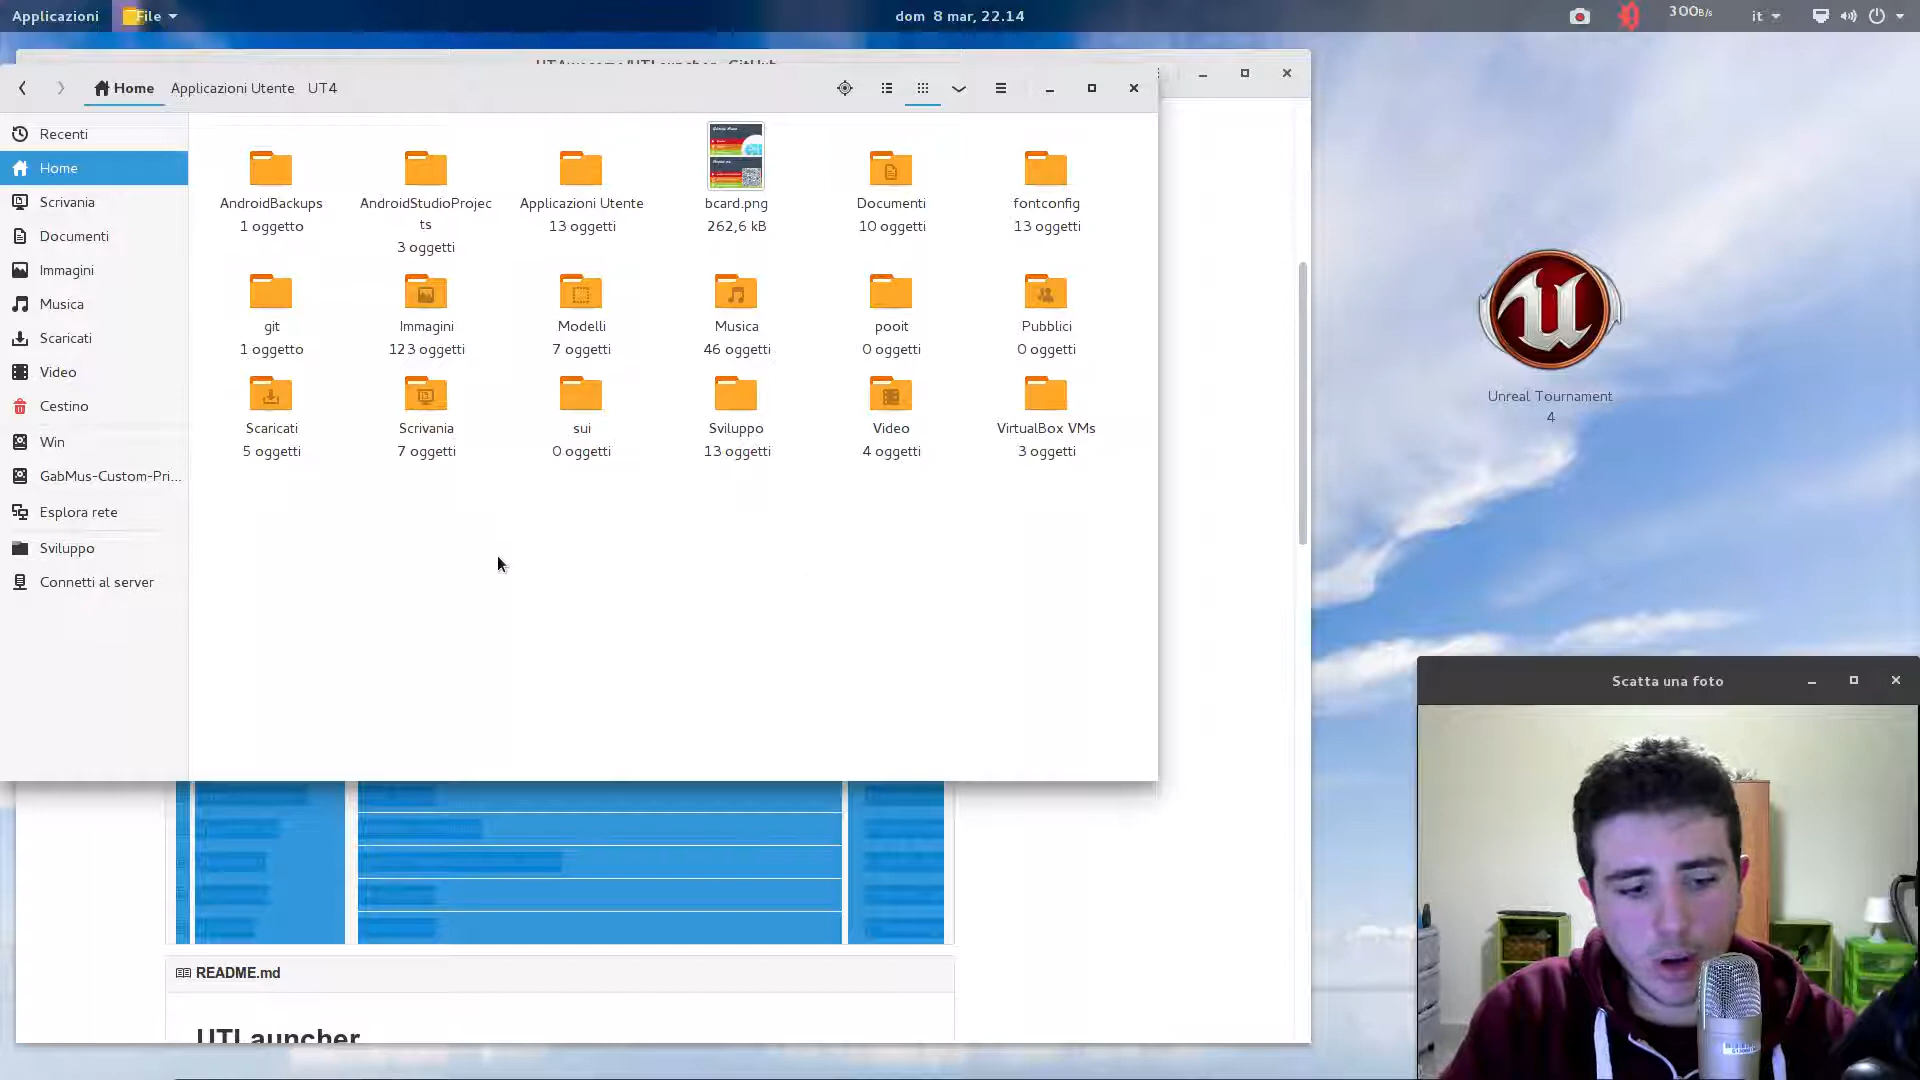 Applicazioni
File
dom 8 mar, 22.14
300B/s
it
Home
Applicazioni Utente
UT4
Recenti
Home
Scrivania
Documenti
Immagini
Musica
Scaricati
Video
Cestino
Win
GabMus-Custom-Pri...
Esplora rete
Sviluppo
Connetti al server
AndroidBackups
1 oggetto
AndroidStudioProjec
ts
3 oggetti
Applicazioni Utente
13 oggetti
bcard.png
262,6 kB
Documenti
10 oggetti
fontconfig
13 oggetti
git
1 oggetto
Immagini
123 oggetti
Modelli
7 oggetti
Musica
46 oggetti
pooit
0 oggetti
Pubblici
0 oggetti
Scaricati
5 oggetti
Scrivania
7 oggetti
sui
0 oggetti
Sviluppo
13 oggetti
Video
4 oggetti
VirtualBox VMs
3 oggetti
Unreal Tournament
4
Scatta una foto
README.md
UTLauncher